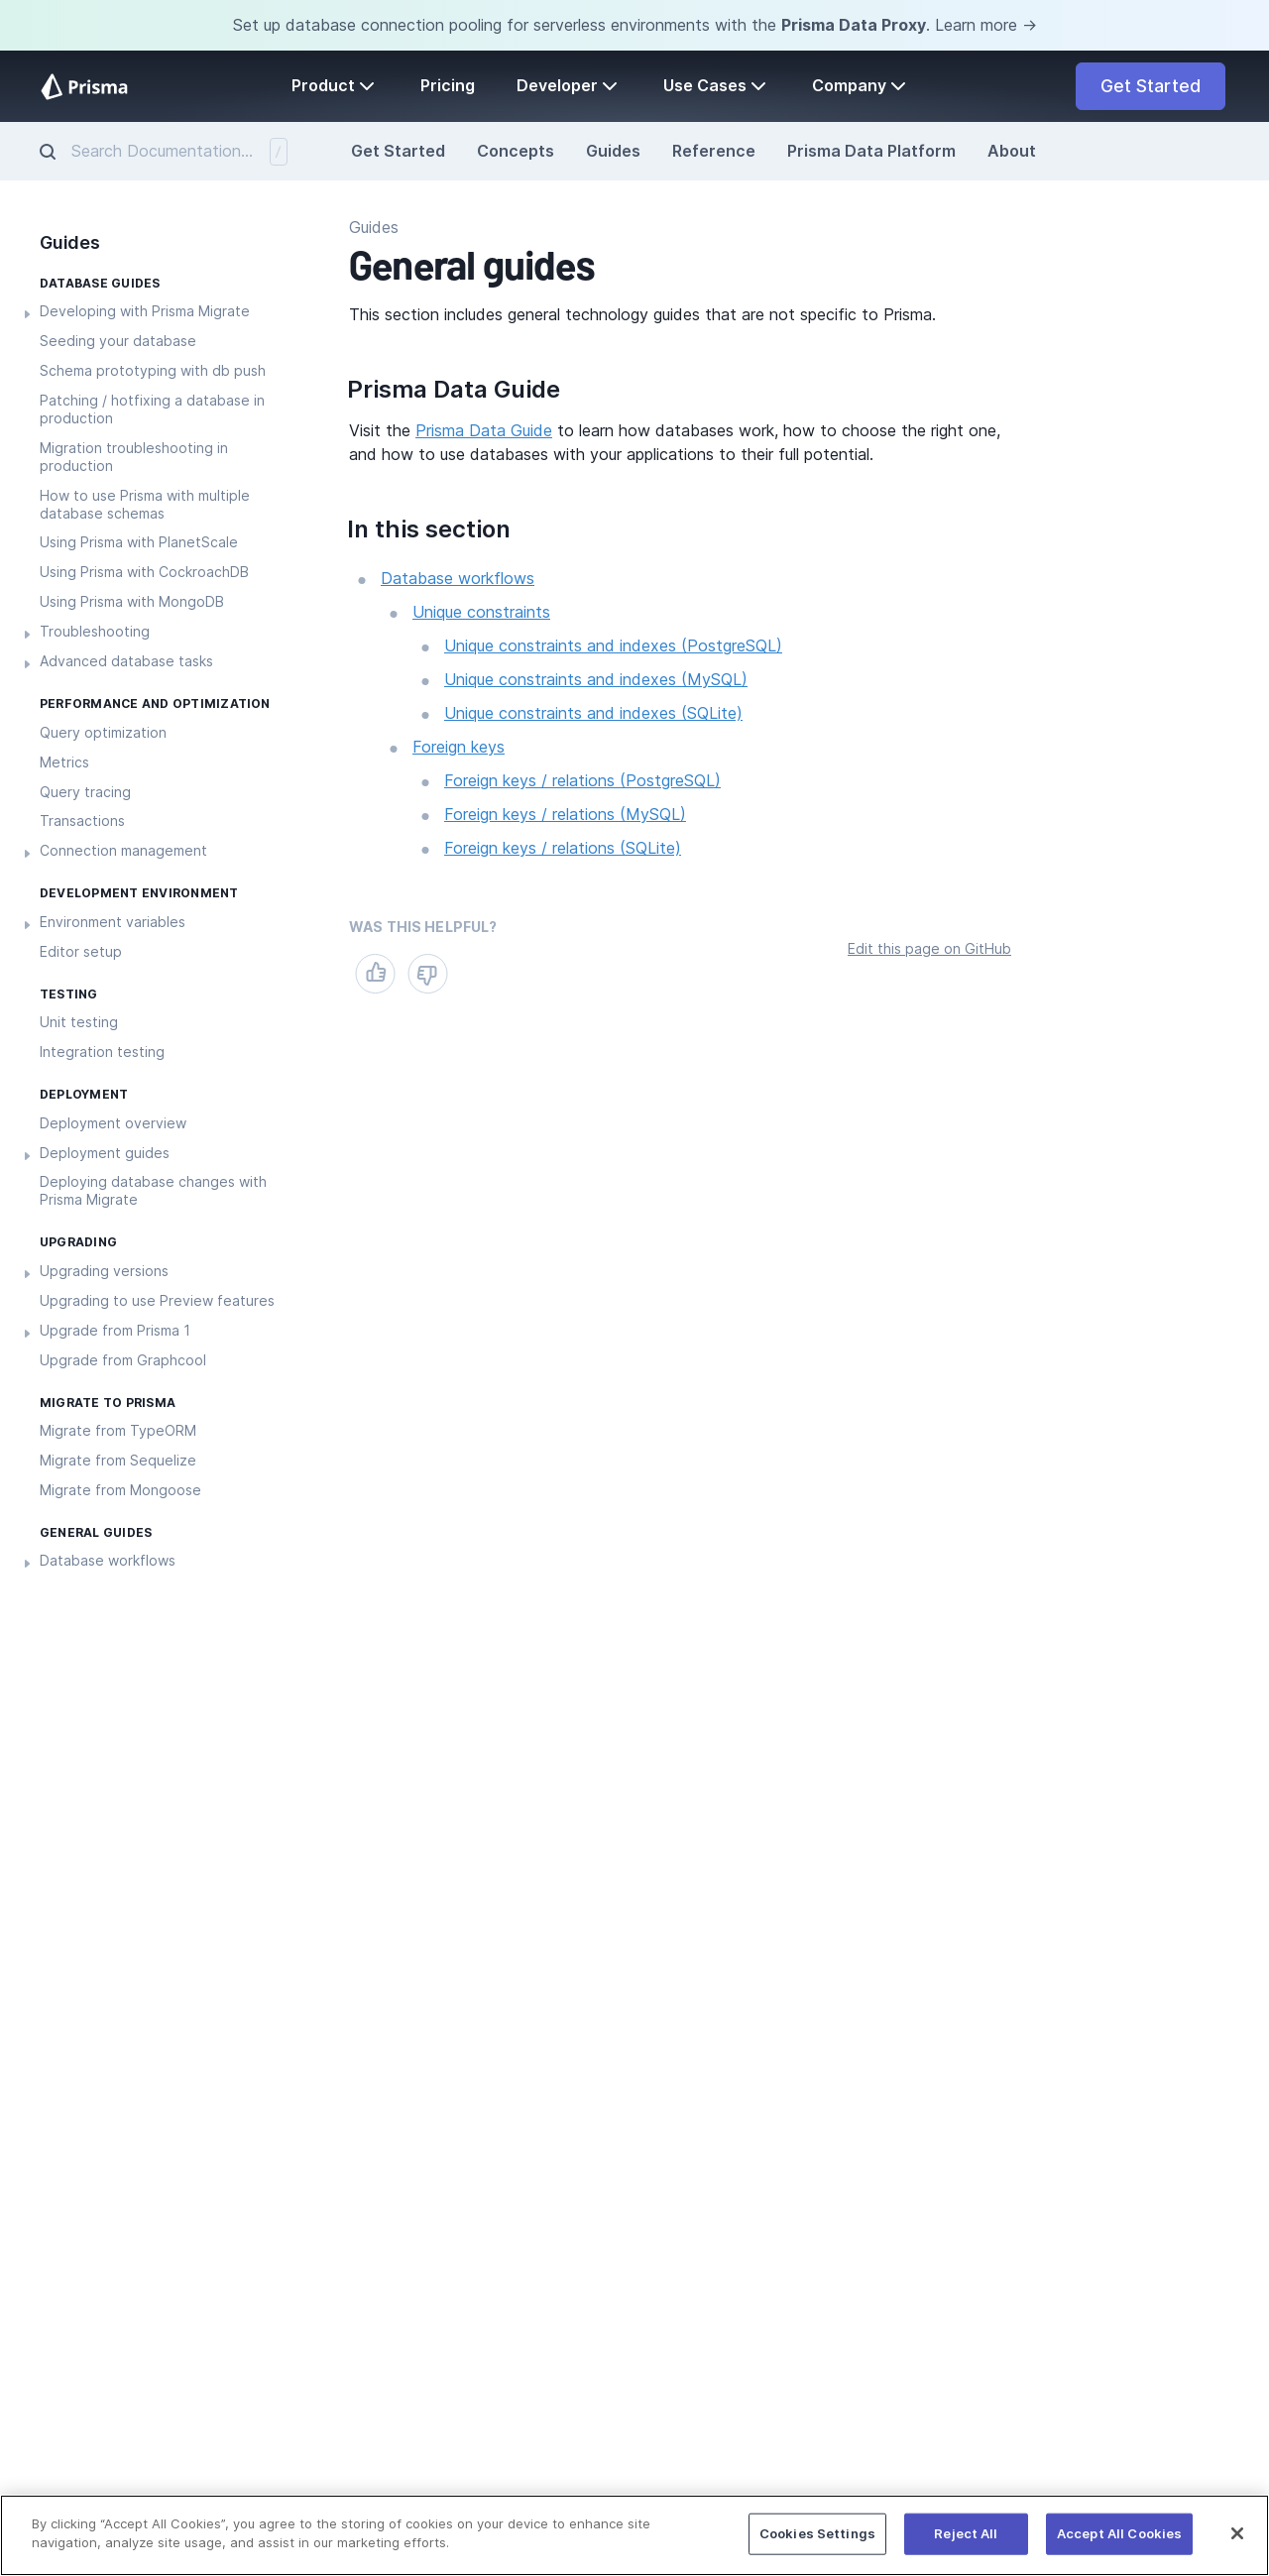 Set up database connection pooling for serverless environments with the Prisma Data Proxy. Learn more →
Prisma
Product
Pricing
Developer
Use Cases
Company
Get Started
Search Documentation...
/
Get Started
Concepts
Guides
Reference
Prisma Data Platform
About
Guides
DATABASE GUIDES
Developing with Prisma Migrate
Seeding your database
Schema prototyping with db push
Patching / hotfixing a database in
production
Migration troubleshooting in
production
How to use Prisma with multiple
database schemas
Using Prisma with PlanetScale
Using Prisma with CockroachDB
Using Prisma with MongoDB
Troubleshooting
Advanced database tasks
PERFORMANCE AND OPTIMIZATION
Query optimization
Metrics
Query tracing
Transactions
Connection management
DEVELOPMENT ENVIRONMENT
Environment variables
Editor setup
TESTING
Unit testing
Integration testing
DEPLOYMENT
Deployment overview
Deployment guides
Deploying database changes with
Prisma Migrate
UPGRADING
Upgrading versions
Upgrading to use Preview features
Upgrade from Prisma 1
Upgrade from Graphcool
MIGRATE TO PRISMA
Migrate from TypeORM
Migrate from Sequelize
Migrate from Mongoose
GENERAL GUIDES
Database workflows
Guides
General guides
This section includes general technology guides that are not specific to Prisma.
Prisma Data Guide
Visit the Prisma Data Guide to learn how databases work, how to choose the right one,
and how to use databases with your applications to their full potential.
In this section
Database workflows
Unique constraints
Unique constraints and indexes (PostgreSQL)
Unique constraints and indexes (MySQL)
Unique constraints and indexes (SQLite)
Foreign keys
Foreign keys / relations (PostgreSQL)
Foreign keys / relations (MySQL)
Foreign keys / relations (SQLite)
WAS THIS HELPFUL?
Edit this page on GitHub
By clicking “Accept All Cookies”, you agree to the storing of cookies on your device to enhance site
navigation, analyze site usage, and assist in our marketing efforts.
Cookies Settings
Reject All
Accept All Cookies